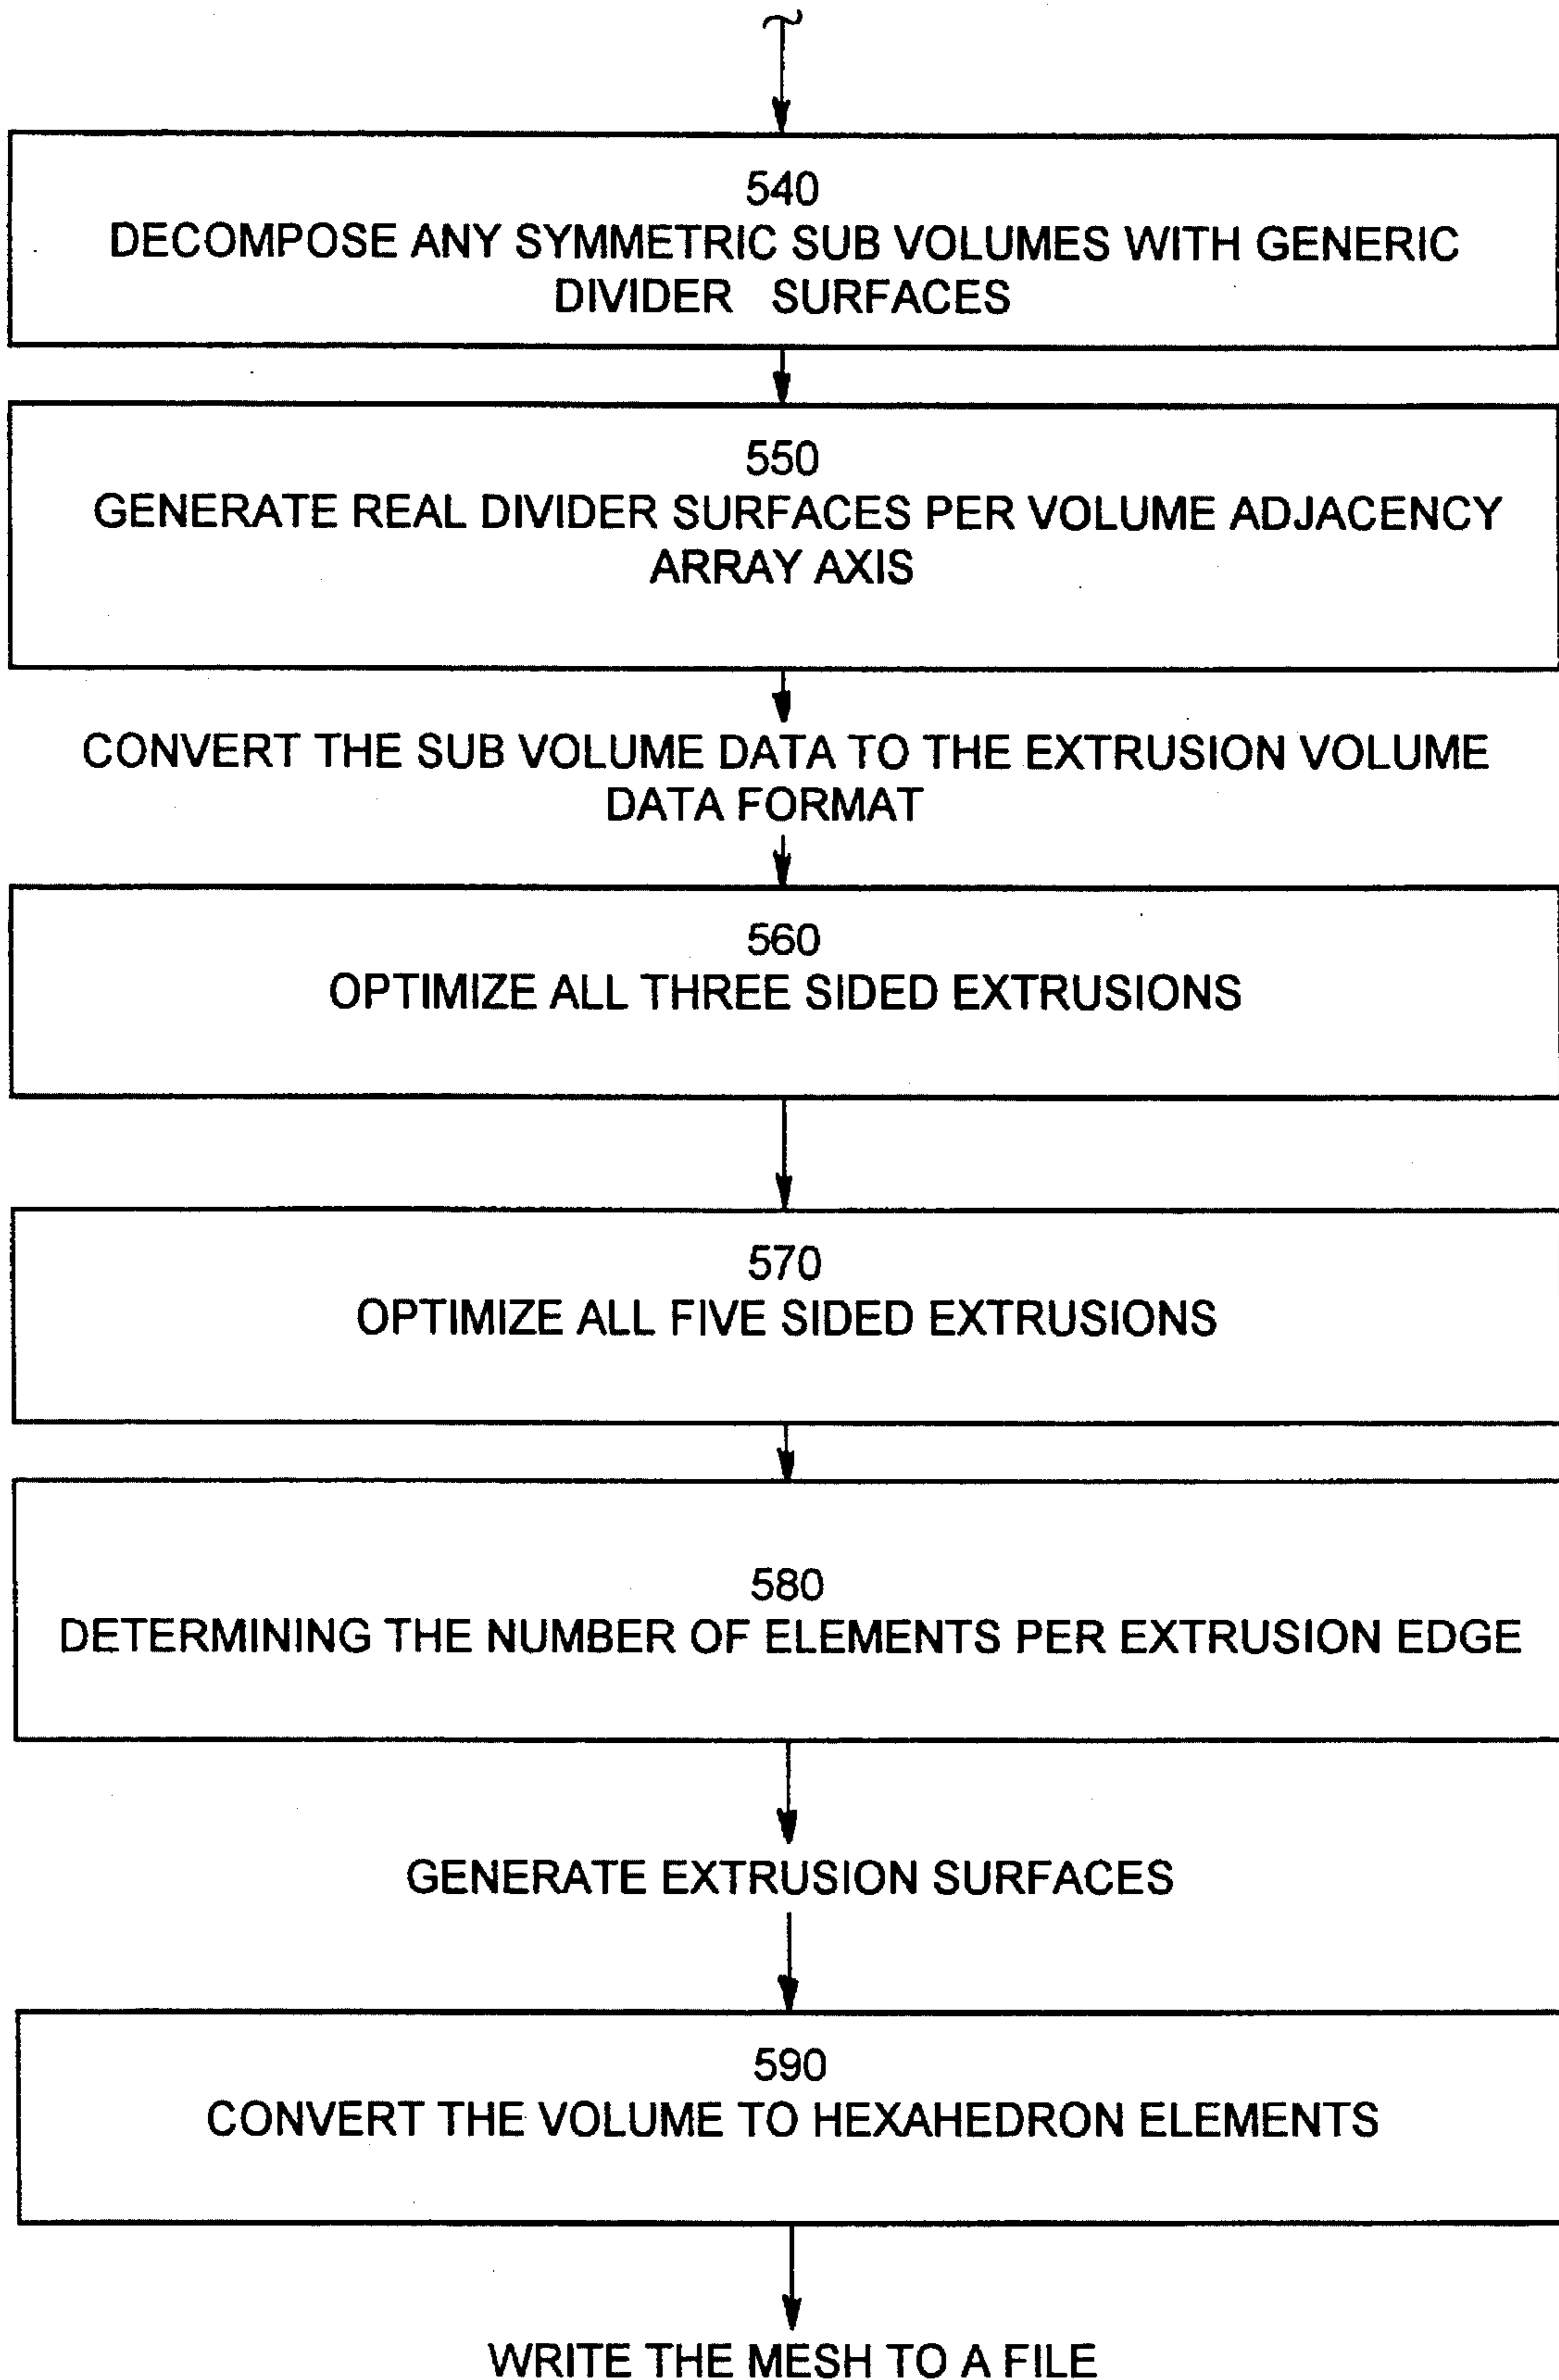 540
DECOMPOSE ANY SYMMETRIC SUB VOLUMES WITH GENERIC
DIVIDER SURFACES
550
GENERATE REAL DIVIDER SURFACES PER VOLUME ADJACENCY
ARRAY AXIS
CONVERT THE SUB VOLUME DATA TO THE EXTRUSION VOLUME
DATA FORMAT
560
OPTIMIZE ALL THREE SIDED EXTRUSIONS
570
OPTIMIZE ALL FIVE SIDED EXTRUSIONS
580
DETERMINING THE NUMBER OF ELEMENTS PER EXTRUSION EDGE
GENERATE EXTRUSION SURFACES
590
CONVERT THE VOLUME TO HEXAHEDRON ELEMENTS
WRITE THE MESH TO A FILE